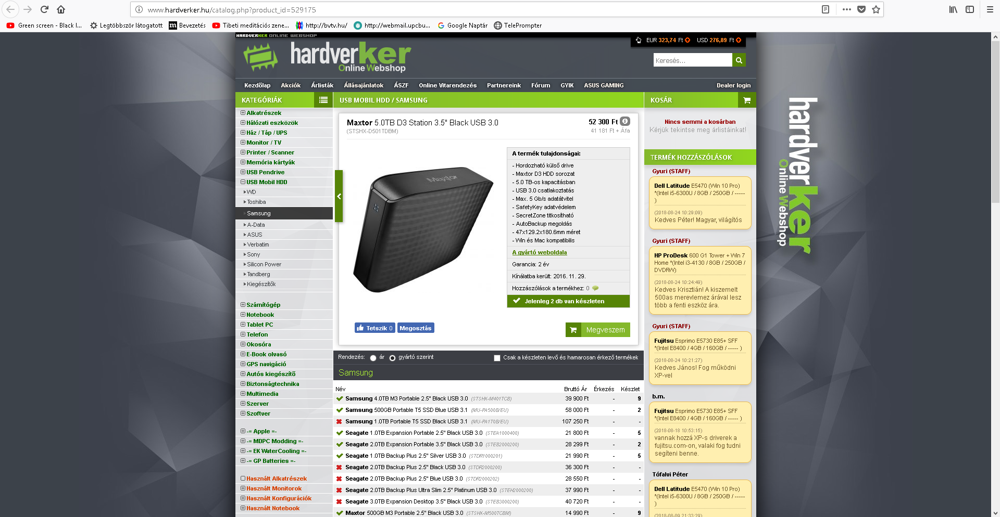 www.hardverker.hu/catalog.php?product_id=529175
Green screen - Black l...
Legtöbbször látogatott
Bevezetés
Tibeti meditációs zene...
http://bvtv.hu/
http://webmail.upcbu...
Google Naptár
TelePrompter
HARDVERKER ONLINE WEBSHOP
EUR 323,74 Ft USD 276,89 Ft
hardverker
Online Webshop
Keresés...
Kezdőlap Akciók Árlisták Állásajánlatok ÁSZF Online Vitarendezés Partnereink Fórum GYIK ASUS GAMING Dealer login
KATEGÓRIÁK
Alkatrészek
Hálózati eszközök
Ház / Táp / UPS
Monitor / TV
Printer / Scanner
Memória kártyák
USB Pendrive
USB Mobil HDD
WD
Toshiba
Samsung
A-Data
ASUS
Verbatim
Sony
Silicon Power
Tandberg
Kiegészítők
Számítógép
Notebook
Tablet PC
Telefon
Okosóra
E-Book olvasó
GPS navigáció
Autós kiegészítő
Biztonságtechnika
Multimedia
Szerver
Szoftver
-= Apple =-
-= MDPC Modding =-
-= EK WaterCooling =-
-= GP Batteries =-
Használt Alkatrészek
Használt Monitorok
Használt Konfigurációk
Használt Notebook
USB MOBIL HDD / SAMSUNG
Maxtor 5.0TB D3 Station 3.5" Black USB 3.0
52 300 Ft
(STSHX-D501TDBM)
41 181 Ft + Áfa
Maxtor
A termék tulajdonságai:
- Hordozható külső drive
- Maxtor D3 HDD sorozat
- 5.0 TB-os kapacitásban
- USB 3.0 csatlakoztatás
- Max. 5 Gb/s adatátvitel
- SafetyKey adatvédelem
- SecretZone titkosítható
- AutoBackup megoldás
- 47x129.2x180.6mm méret
- Win és Mac kompatibilis
A gyártó weboldala
Garancia: 2 év
Kínálatba került: 2016. 11. 29.
Hozzászólások a termékhez: 0
Jelenleg 2 db van készleten
Tetszik 0
Megosztás
Megveszem
Rendezés: ár gyártó szerint
Csak a készleten levő és hamarosan érkező termékek
Samsung
Név Bruttó Ár Érkezés Készlet
Samsung 4.0TB M3 Portable 2.5" Black USB 3.0 (STSHX-M401TCB) 39 900 Ft - 9
Samsung 500GB Portable T5 SSD Blue USB 3.1 (MU-PA500B/EU) 58 000 Ft - 2
Samsung 1.0TB Portable T5 SSD Black USB 3.1 (MU-PA1T0B/EU) 107 250 Ft - -
Seagate 1.0TB Expansion Portable 2.5" Black USB 3.0 (STEA1000400) 21 800 Ft - 5
Seagate 2.0TB Expansion Portable 3.5" Black USB 3.0 (STEB2000200) 28 299 Ft - 2
Seagate 1.0TB Backup Plus 2.5" Silver USB 3.0 (STDR1000201) 21 990 Ft - 5
Seagate 2.0TB Backup Plus 2.5" Black USB 3.0 (STDR2000200) 36 300 Ft - -
Seagate 2.0TB Backup Plus 2.5" Blue USB 3.0 (STDR2000202) 28 550 Ft - -
Seagate 2.0TB Backup Plus Ultra Slim 2.5" Platinum USB 3.0 (STEH2000200) 37 990 Ft - -
Seagate 3.0TB Expansion Desktop 3.5" Black USB 3.0 (STEB3000200) 40 720 Ft - -
Maxtor 500GB M3 Portable 2.5" Black USB 3.0 (STSHX-M500TCBM) 14 990 Ft - 9
KOSÁR
Nincs semmi a kosárban
Kérjük tekintse meg árlistáinkat!
TERMÉK HOZZÁSZÓLÁSOK
Gyuri (STAFF)
Dell Latitude E5470 (Win 10 Pro)
*(Intel i5-6300U / 8GB / 250GB / -----
)
(2018-08-24 10:29:09)
Kedves Péter! Magyar, világítós
Gyuri (STAFF)
HP ProDesk 600 G1 Tower + Win 7
Home *(Intel i3-4130 / 8GB / 250GB /
DVDRW)
(2018-08-24 10:24:49)
Kedves Krisztián! A kiszemelt
500as merevlemez árával lesz
több a fenti eszköz ára.
Gyuri (STAFF)
Fujitsu Esprimo E5730 E85+ SFF
*(Intel E8400 / 4GB / 160GB / ----- )
(2018-08-24 10:21:27)
Kedves János! Fog működni
XP-vel
b.m.
Fujitsu Esprimo E5730 E85+ SFF
*(Intel E8400 / 4GB / 160GB / ----- )
(2018-08-18 10:53:15)
vannak hozzá XP-s driverek a
fujitsu.com-on, valaki fog tudni
segíteni benne.
Tófalvi Péter
Dell Latitude E5470 (Win 10 Pro)
*(Intel i5-6300U / 8GB / 250GB / -----
)
(2018-08-09 21:33:29)
hardverker
Online Webshop